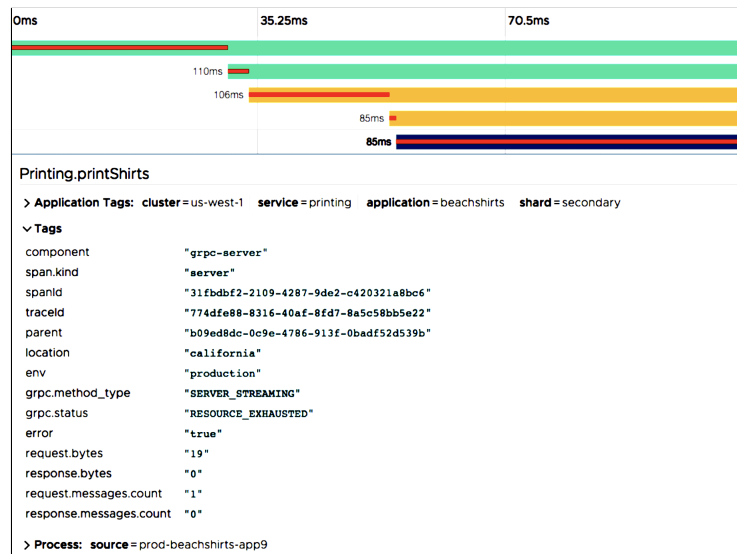 0ms 35.25ms 70.5ms
110ms
106ms
85ms
85ms
Printing.printShirts
Application Tags: cluster=us-west-1 service=printing application=beachshirts shard=secondary
Tags
component "grpc-server"
span.kind "server"
spanId "31fbdbf2-2109-4287-9de2-c420321a8bc6"
traceId "774dfe88-8316-40af-8fd7-8a5c58bb5e22"
parent "b09ed8dc-0c9e-4786-913f-0badf52d539b"
location "california"
env "production"
grpc.method_type "SERVER_STREAMING"
grpc.status "RESOURCE_EXHAUSTED"
error "true"
request.bytes "19"
response.bytes "0"
request.messages.count "1"
response.messages.count "0"
Process: source=prod-beachshirts-app9